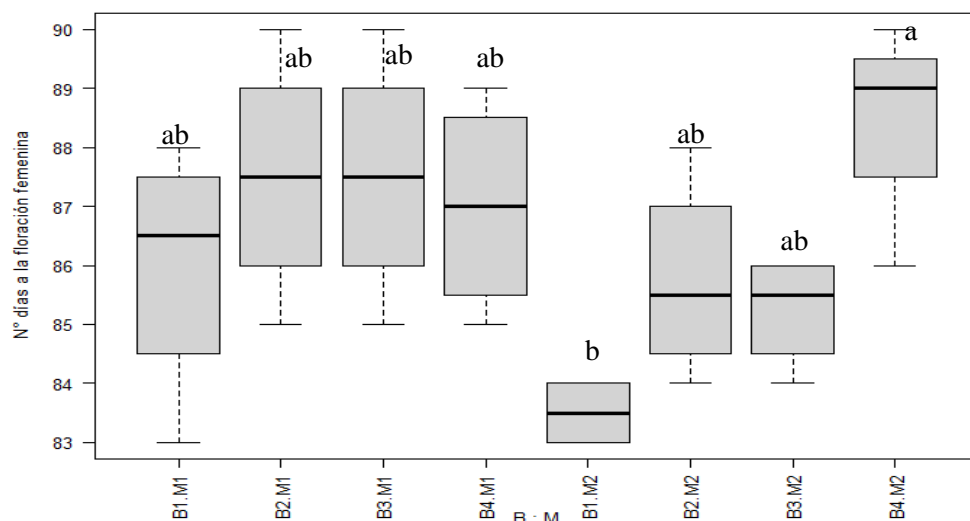 N° días a la floración femenina
90
89
88
87
86
85
84
83
ab
ab
ab
ab
b
ab
ab
a
B1.M1
B2.M1
B3.M1
B4.M1
B1.M2
B2.M2
B3.M2
B4.M2
B : M